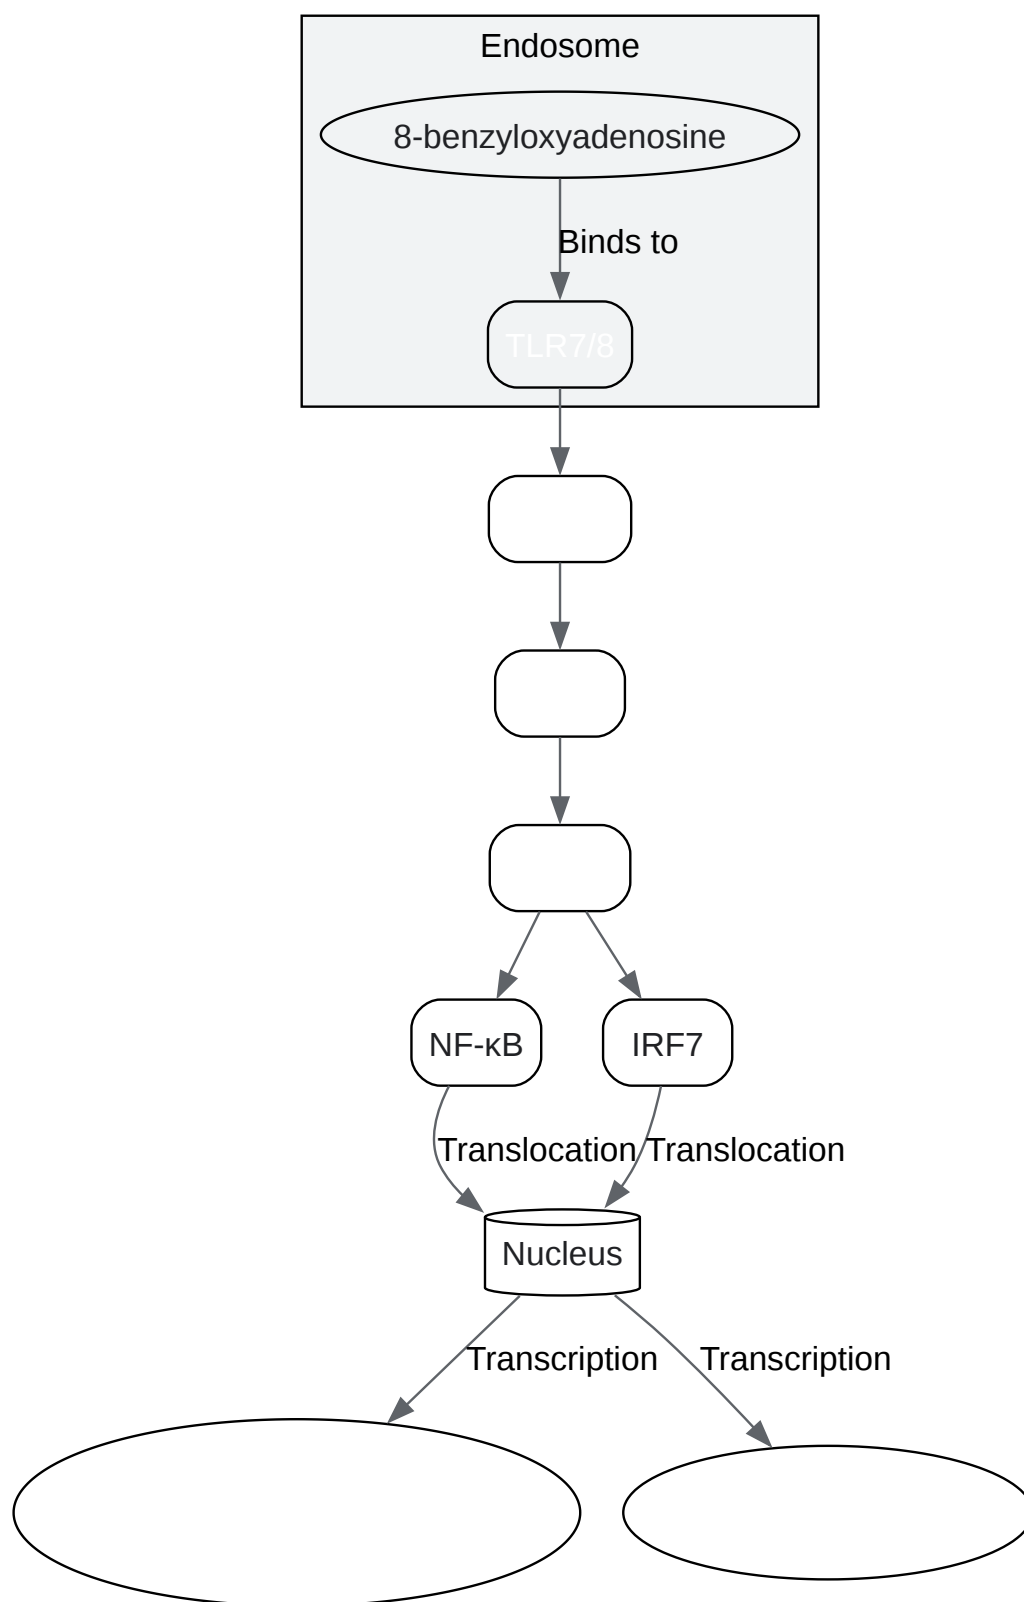 Endosome
8-benzyloxyadenosine
Binds to
TLR7/8
NF-κB
IRF7
Translocation
Translocation
Nucleus
Transcription
Transcription